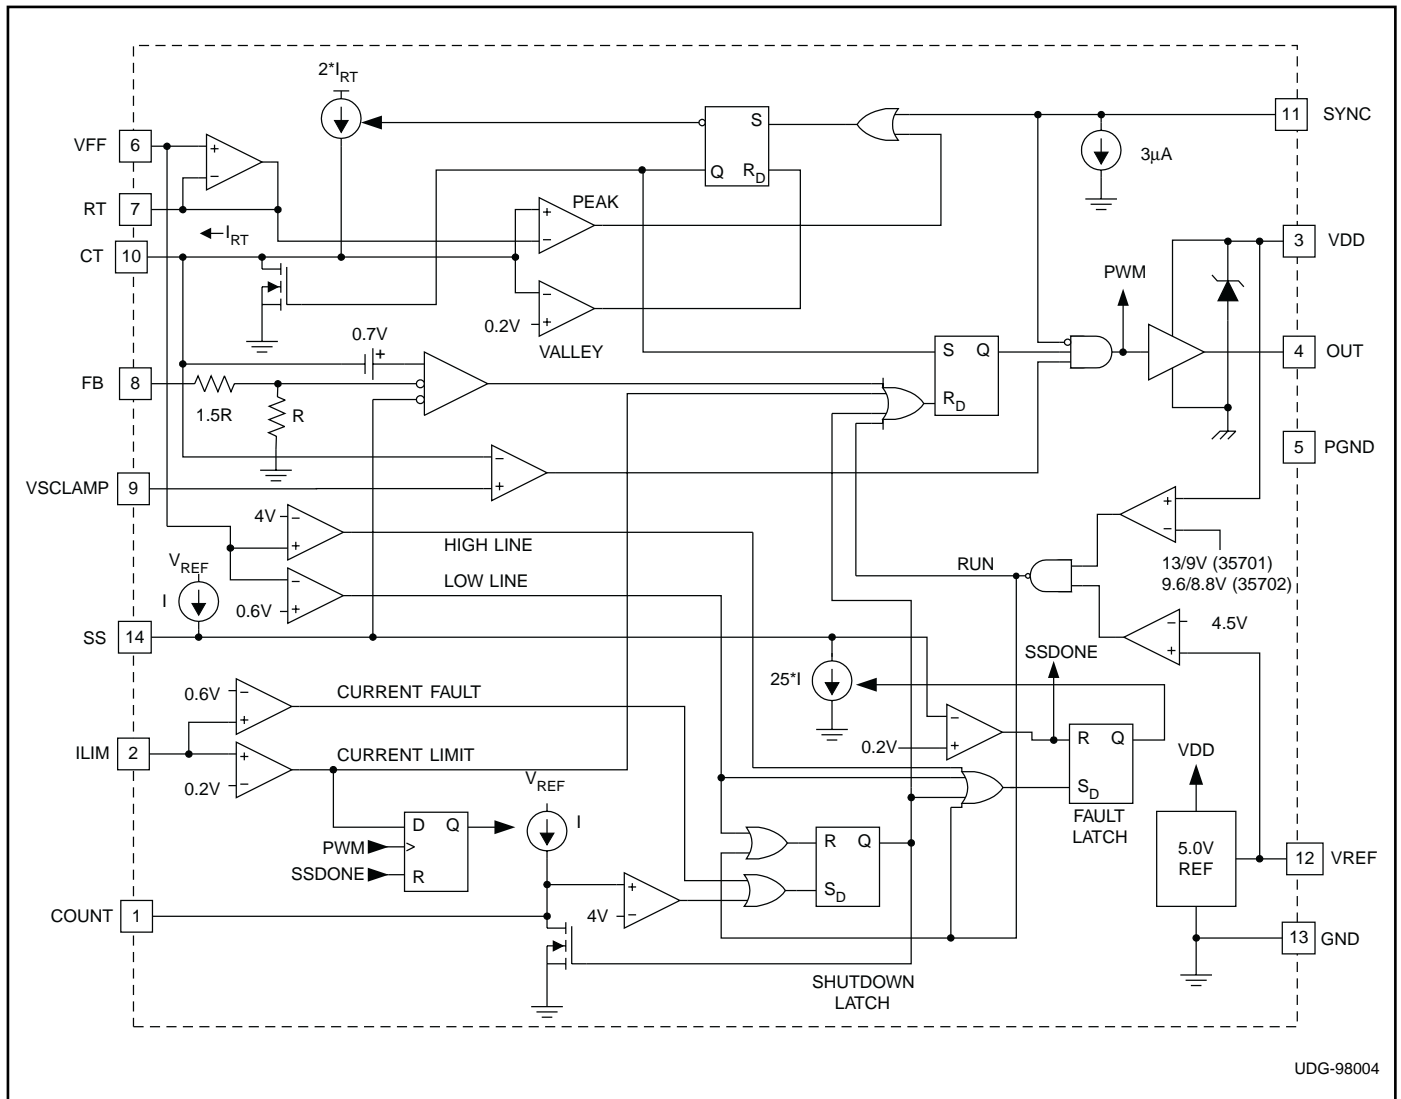 2*I_RT
S
11 SYNC
VFF 6
+
3µA
−
Q R_D
RT 7
PEAK
+
−
←I_RT
CT 10
3 VDD
PWM
−
0.2V +
VALLEY
0.7V
+
S Q
4 OUT
FB 8
1.5R R
R_D
5 PGND
−
VSCLAMP 9
+
+
−
4V −
+
HIGH LINE
RUN
13/9V (35701)
9.6/8.8V (35702)
V_REF
LOW LINE
−
I
0.6V +
− 4.5V
+
SS 14
SSDONE
25*I
0.6V −
CURRENT FAULT
+
−
0.2V +
R Q
ILIM 2
+
CURRENT LIMIT
VDD
0.2V −
V_REF
S_D
I
FAULT
LATCH
D Q
PWM >
SSDONE R
R Q
5.0V
REF
12 VREF
+
4V −
S_D
COUNT 1
13 GND
SHUTDOWN
LATCH
UDG-98004